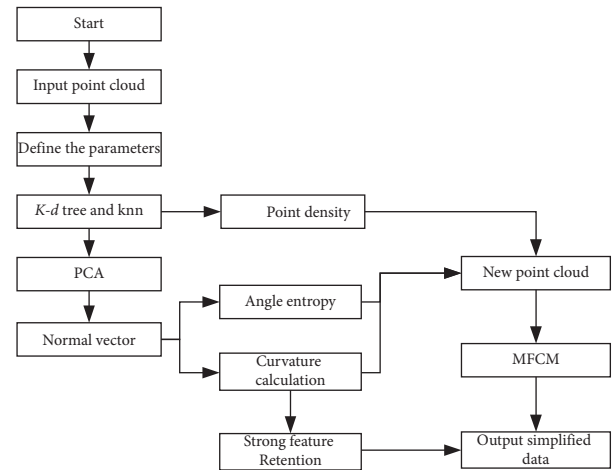 Start
Input point cloud
Define the parameters
K-d tree and knn
Point density
PCA
New point cloud
Angle entropy
Normal vector
Curvature
calculation
MFCM
Strong feature
Retention
Output simplified
data